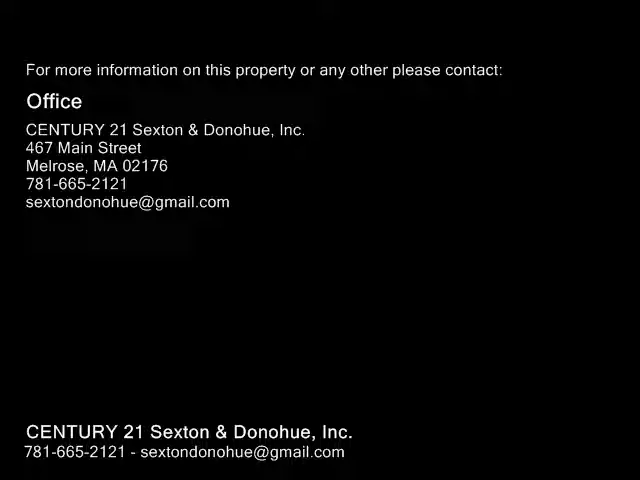 For more information on this property or any other please contact:
Office
CENTURY 21 Sexton & Donohue, Inc.
467 Main Street
Melrose, MA 02176
781-665-2121
sextondonohue@gmail.com
CENTURY 21 Sexton & Donohue, Inc.
781-665-2121 - sextondonohue@gmail.com